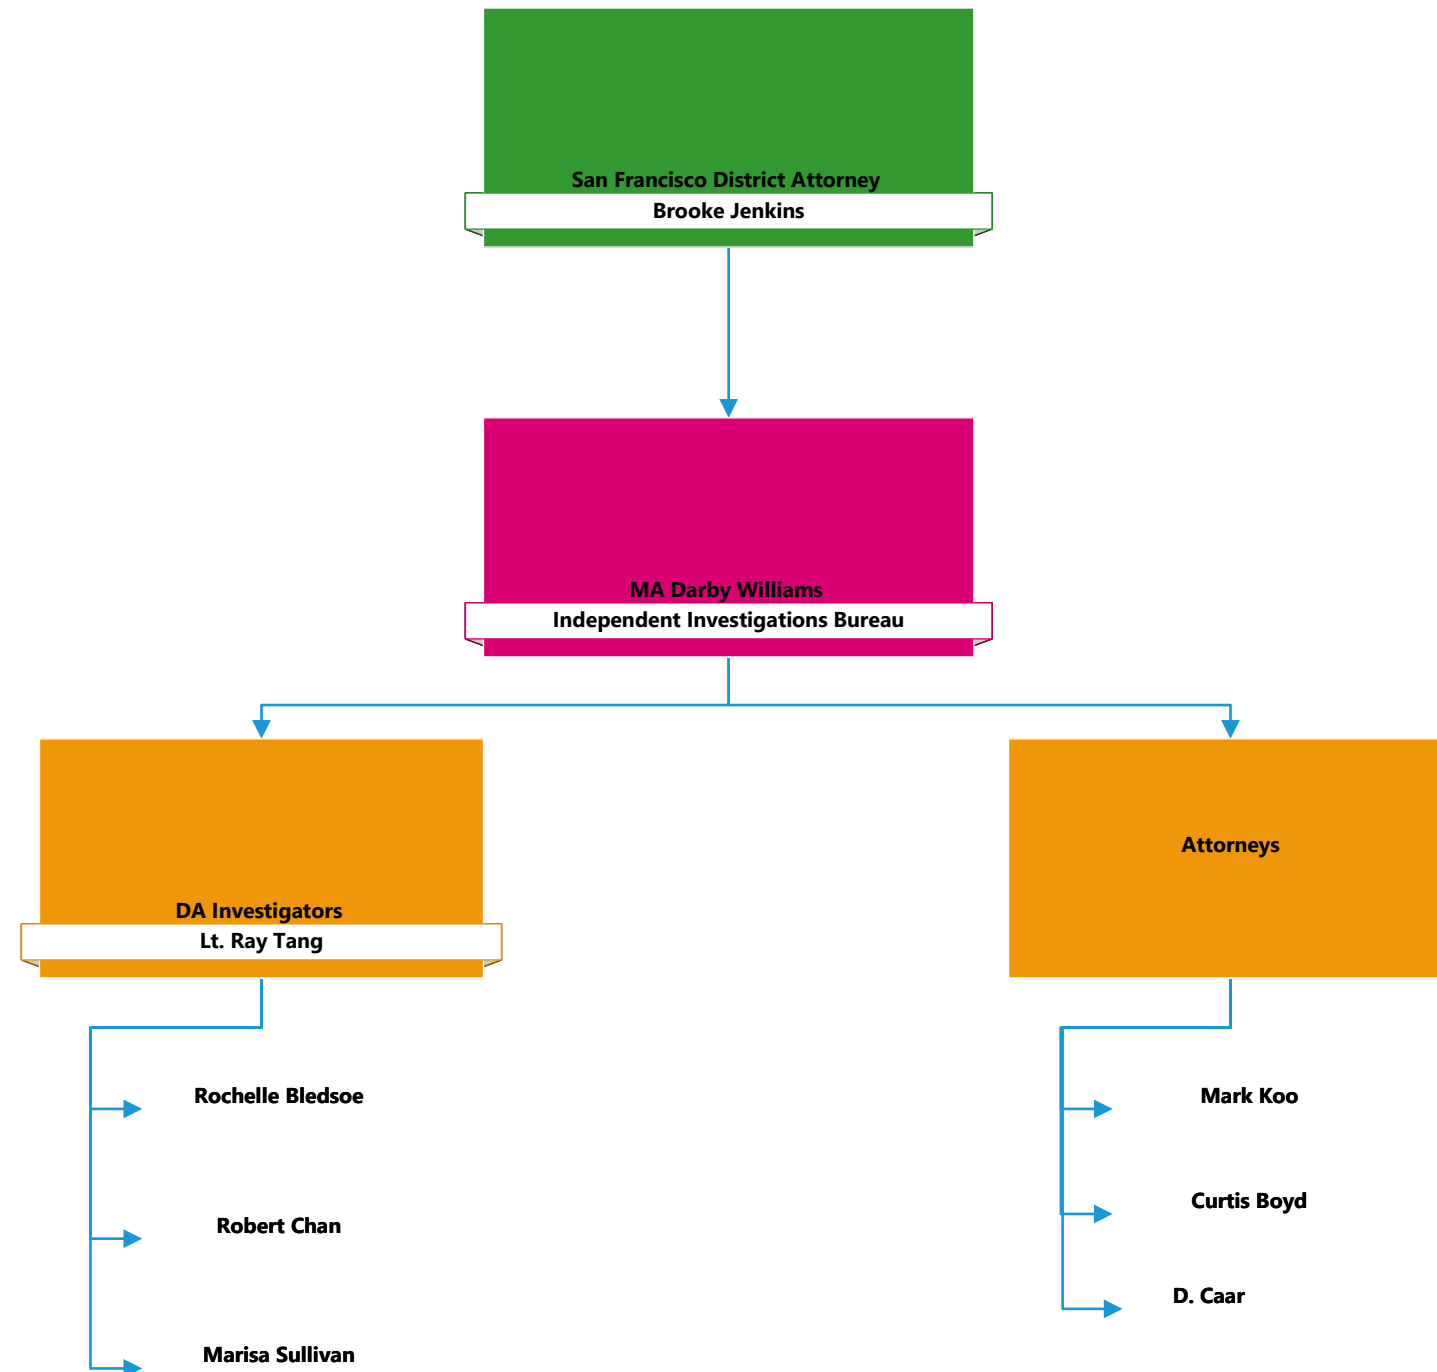 San Francisco District Attorney
Brooke Jenkins
MA Darby Williams
Independent Investigations Bureau
DA Investigators
Lt. Ray Tang
Attorneys
Rochelle Bledsoe
Robert Chan
Marisa Sullivan
Mark Koo
Curtis Boyd
D. Caar